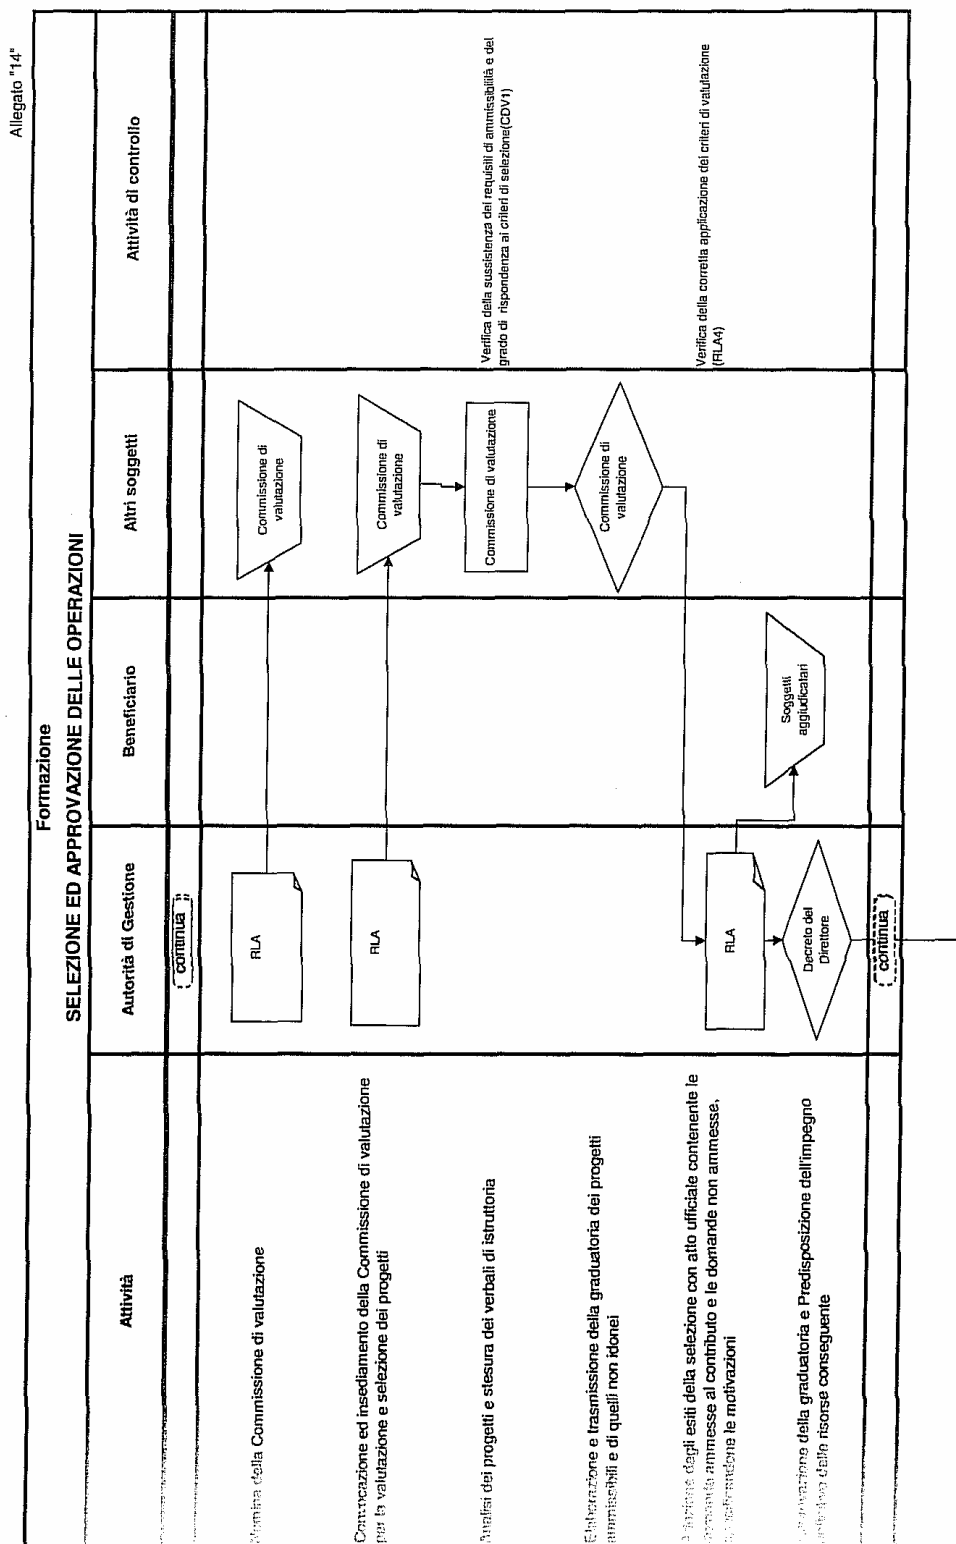 Allegato "14"
Formazione
SELEZIONE ED APPROVAZIONE DELLE OPERAZIONI
Attività
Autorità di Gestione
Beneficiario
Altri soggetti
Attività di controllo
continua
Nomina della Commissione di valutazione
RLA
Commissione di
valutazione
Convocazione ed insediamento della Commissione di valutazione
per la valutazione e selezione dei progetti
RLA
Commissione di
valutazione
Analisi dei progetti e stesura dei verbali di istruttoria
Commissione di valutazione
Verifica della sussistenza dei requisiti di ammissibilità e del
grado di rispondenza ai criteri di selezione(CDV1)
Elaborazione e trasmissione della graduatoria dei progetti
ammissibili e di quelli non idonei
Commissione di
valutazione
degli esiti della selezione con atto ufficiale contenente le
ammesse al contributo e le domande non ammesse,
le motivazioni
RLA
Verifica della corretta applicazione dei criteri di valutazione
(RLA4)
Soggetti
aggiudicatari
della graduatoria e Predisposizione dell'impegno
delle risorse conseguente
Decreto del
Direttore
continua